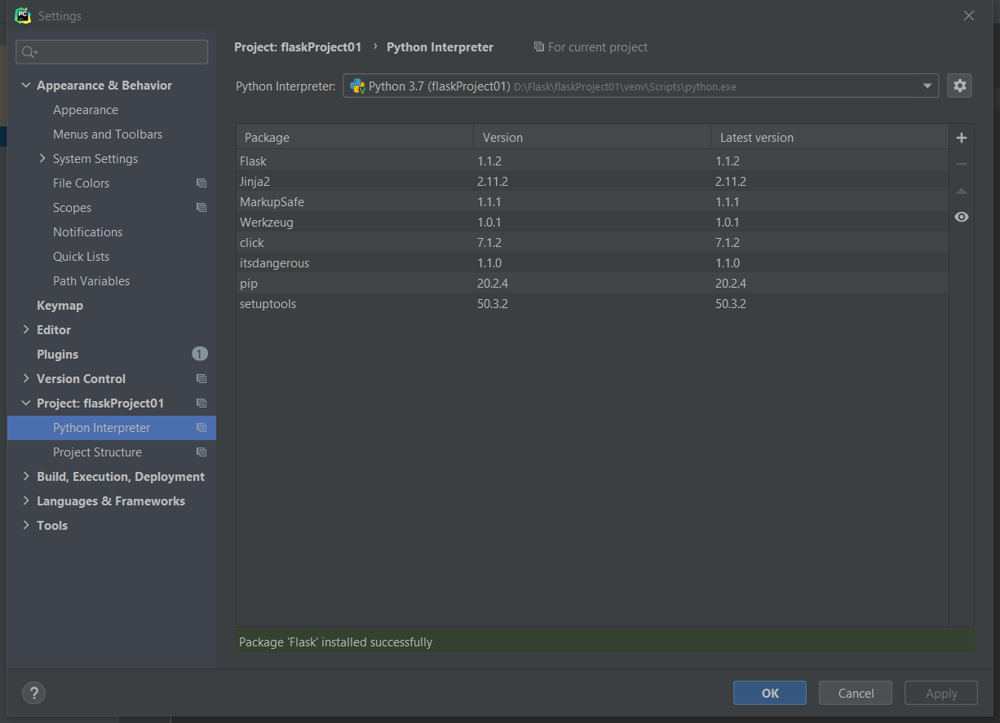 Settings
Project: flaskProject01 › Python Interpreter For current project
Appearance & Behavior
Appearance
Menus and Toolbars
System Settings
File Colors
Scopes
Notifications
Quick Lists
Path Variables
Keymap
Editor
Plugins 1
Version Control
Project: flaskProject01
Python Interpreter
Project Structure
Build, Execution, Deployment
Languages & Frameworks
Tools
Python Interpreter: Python 3.7 (flaskProject01) D:\Flask\flaskProject01\venv\Scripts\python.exe
Package Version Latest version
Flask 1.1.2 1.1.2
Jinja2 2.11.2 2.11.2
MarkupSafe 1.1.1 1.1.1
Werkzeug 1.0.1 1.0.1
click 7.1.2 7.1.2
itsdangerous 1.1.0 1.1.0
pip 20.2.4 20.2.4
setuptools 50.3.2 50.3.2
Package 'Flask' installed successfully
? OK Cancel Apply